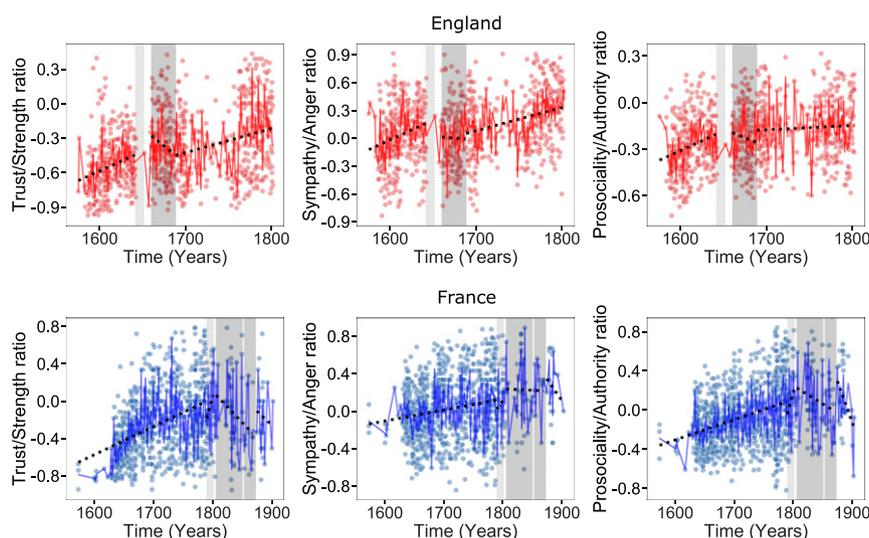 England
Trust/Strength ratio
0.3
0.0
-0.3
-0.6
-0.9
1600 1700 1800
Time (Years)
Sympathy/Anger ratio
0.9
0.6
0.3
0.0
-0.3
-0.6
-0.9
1600 1700 1800
Time (Years)
Prosociality/Authority ratio
0.3
0.0
-0.3
-0.6
1600 1700 1800
Time (Years)
France
Trust/Strength ratio
0.8
0.4
0.0
-0.4
-0.8
1600 1700 1800 1900
Time (Years)
Sympathy/Anger ratio
0.8
0.4
0.0
-0.4
-0.8
1600 1700 1800 1900
Time (Years)
Prosociality/Authority ratio
0.8
0.4
0.0
-0.4
-0.8
1600 1700 1800 1900
Time (Years)